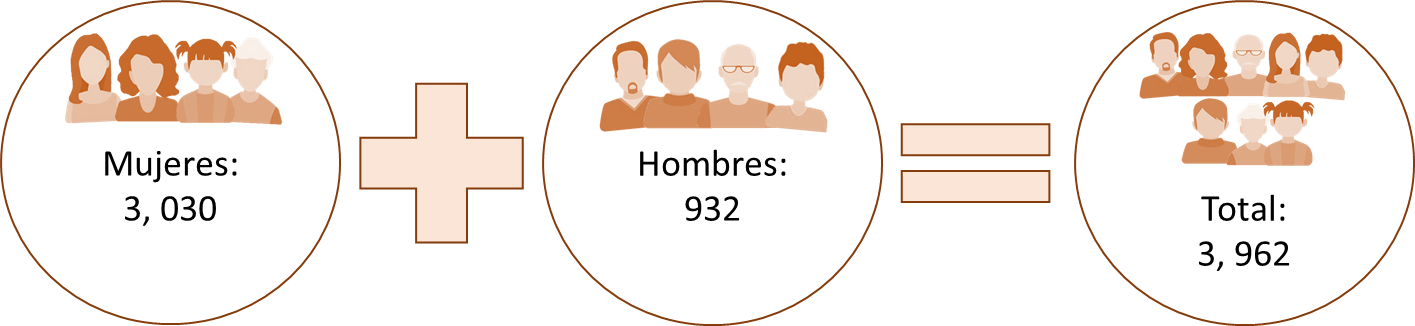 Mujeres:
3, 030
Hombres:
932
Total:
3, 962